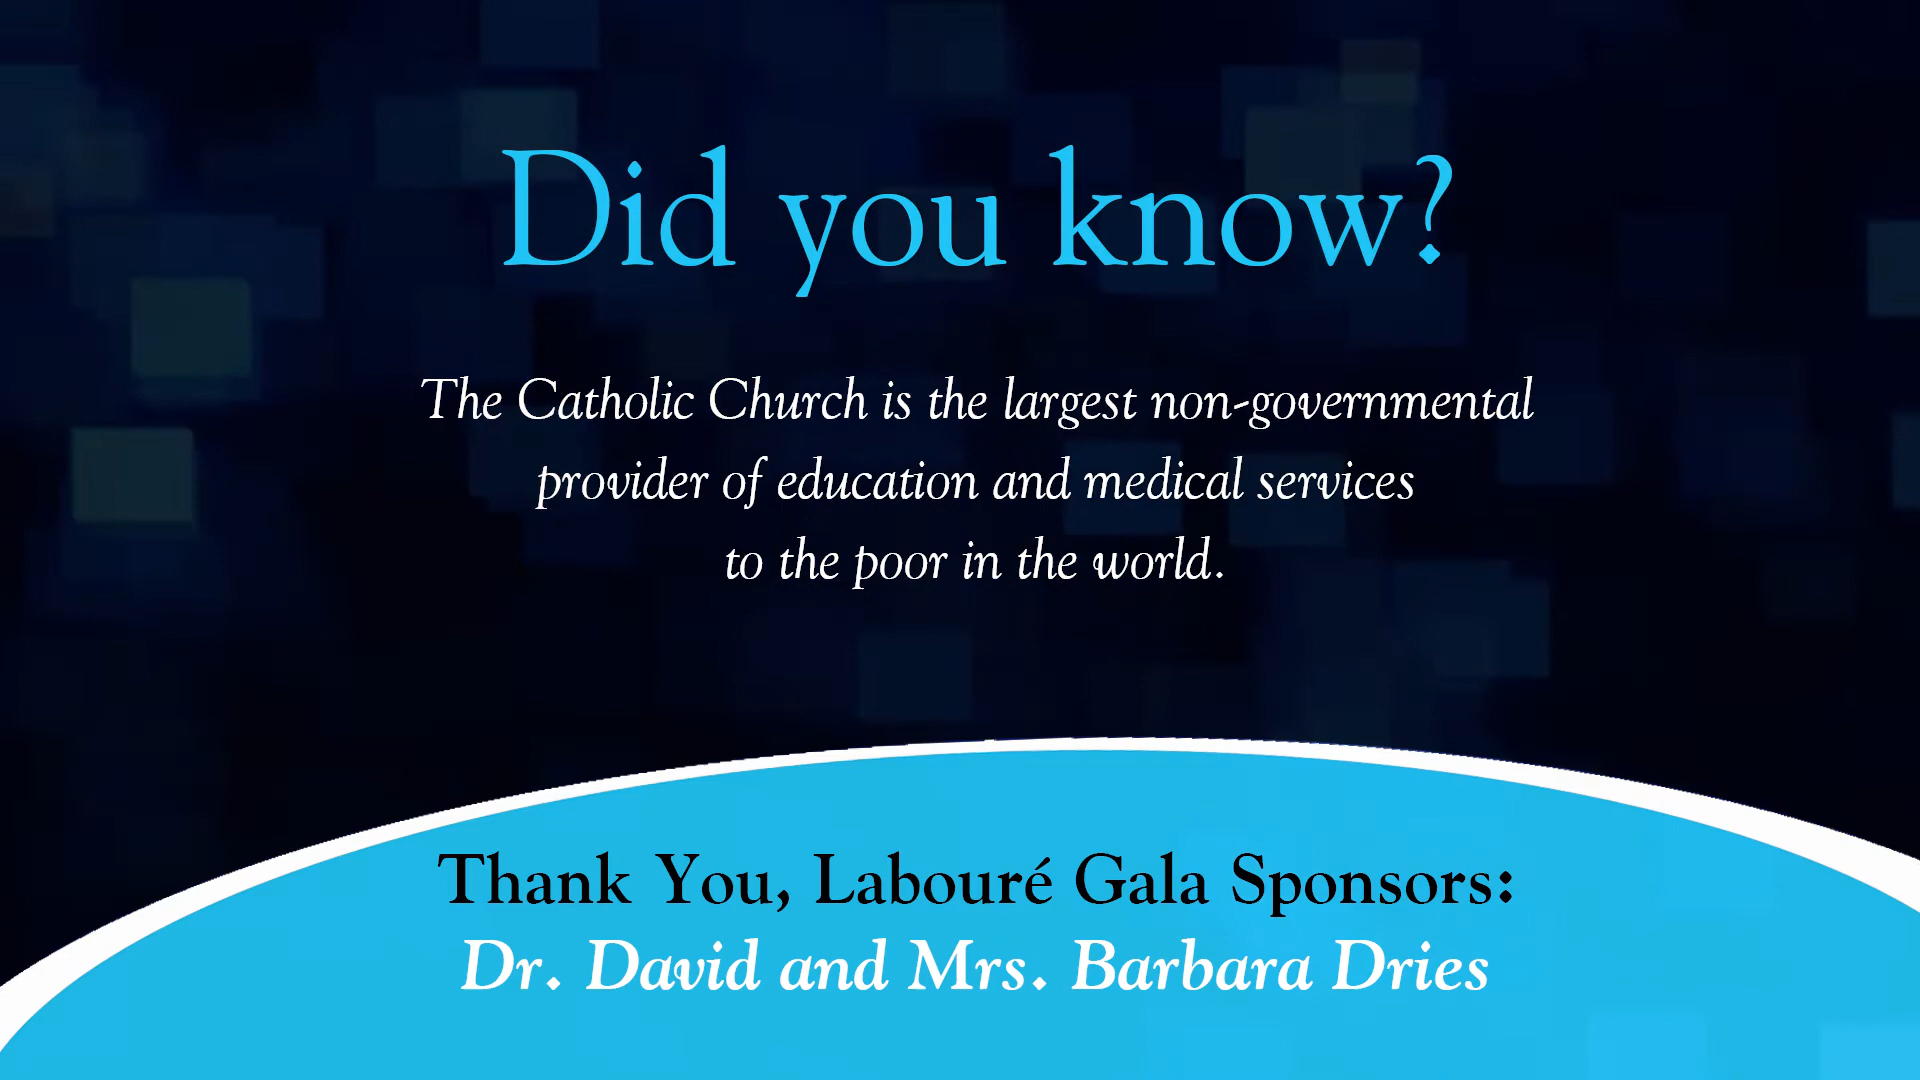 Did you know?
The Catholic Church is the largest non-governmental
provider of education and medical services
to the poor in the world.
Thank You, Labouré Gala Sponsors:
Dr. David and Mrs. Barbara Dries